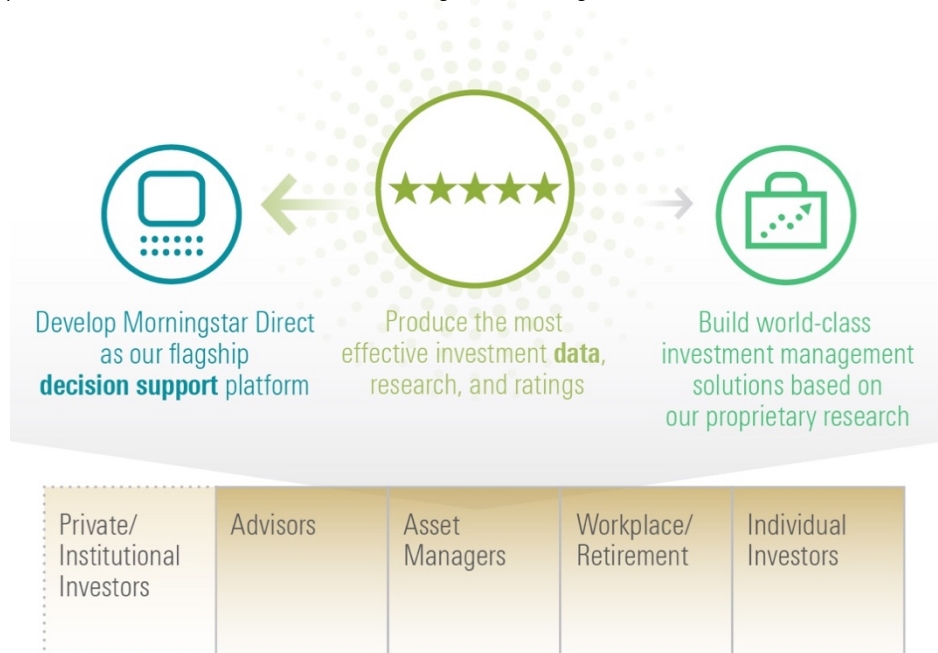 Develop Morningstar Direct
as our flagship
decision support platform
Produce the most
effective investment data,
research, and ratings
Build world-class
investment management
solutions based on
our proprietary research
Private/
Institutional
Investors
Advisors
Asset
Managers
Workplace/
Retirement
Individual
Investors